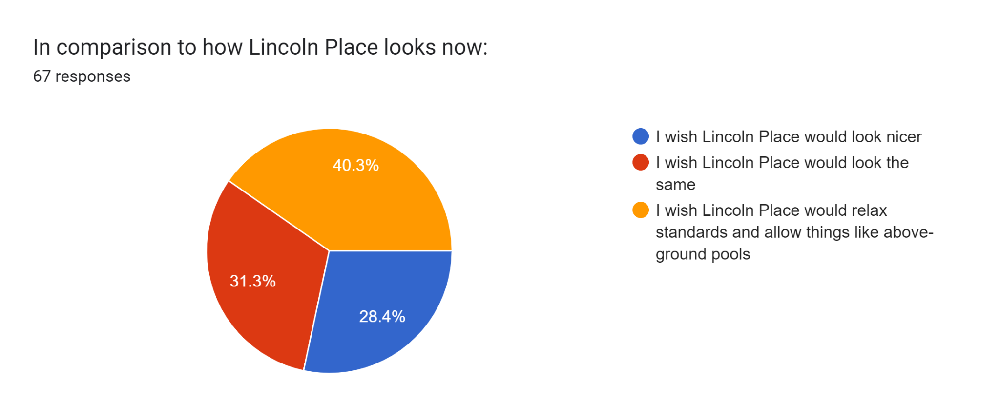 In comparison to how Lincoln Place looks now:
67 responses
40.3%
31.3%
28.4%
I wish Lincoln Place would look nicer
I wish Lincoln Place would look the
same
I wish Lincoln Place would relax
standards and allow things like above-
ground pools